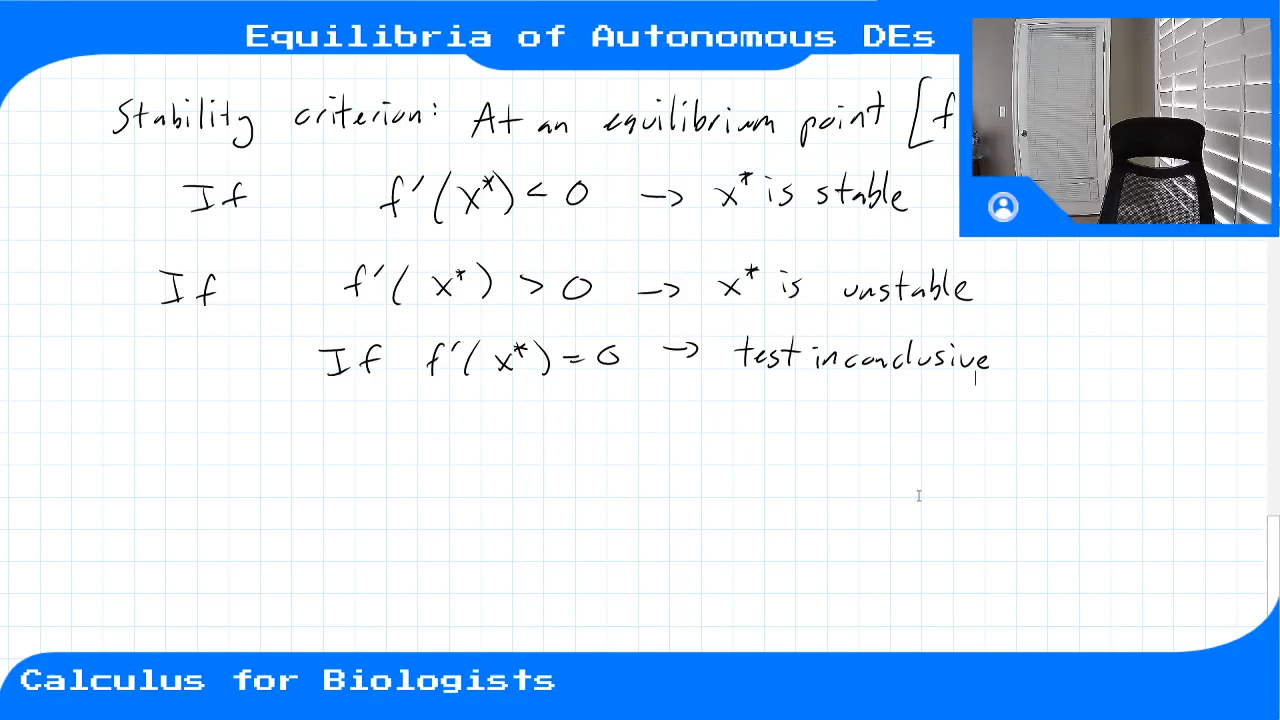 Equilibria of Autonomous DEs
Stability criterion: At an equilibrium point [f
If f'(x*) < 0 → x* is stable
If f'(x*) > 0 → x* is unstable
If f'(x*) = 0 → test inconclusive
Calculus for Biologists